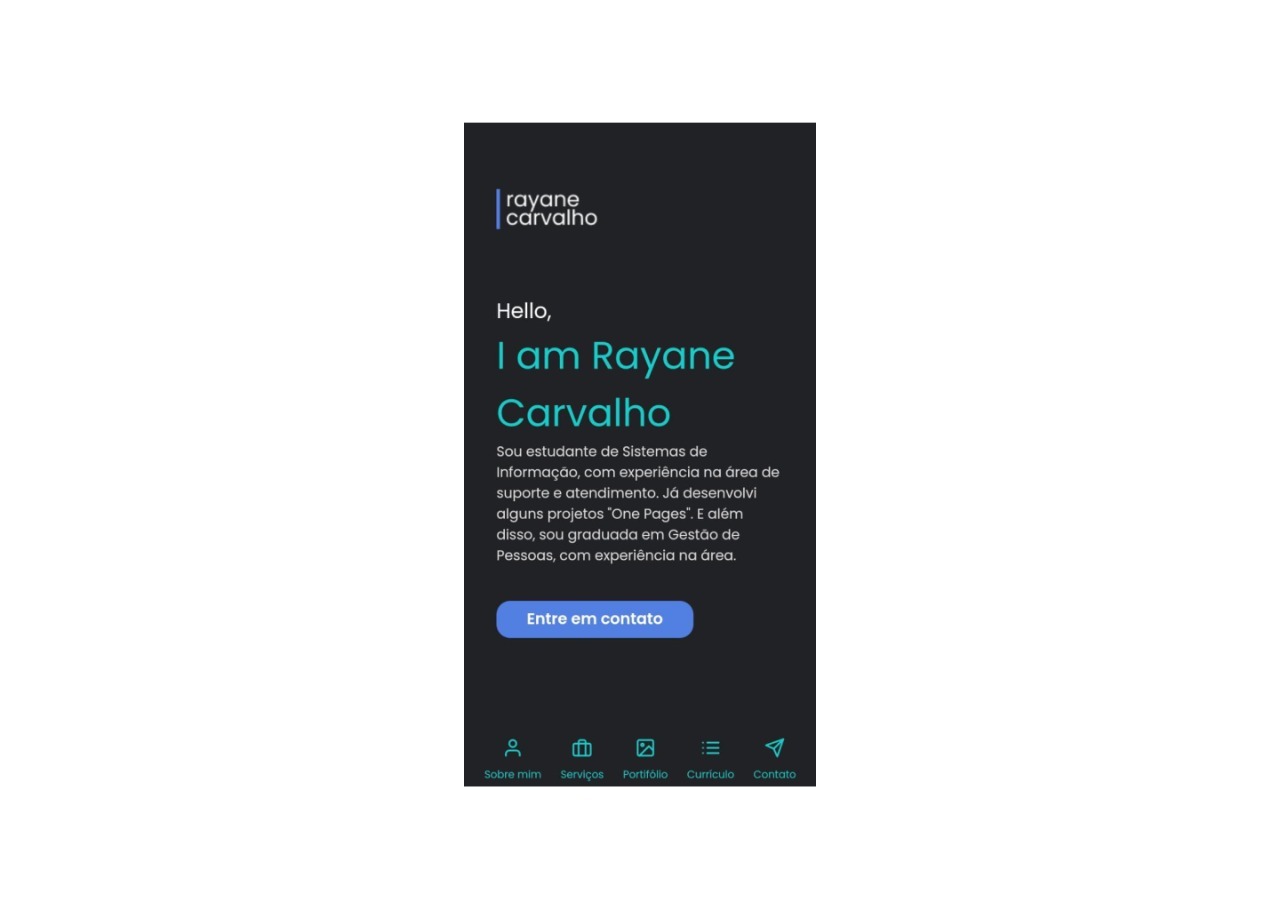 rayane
carvalho
Hello,
I am Rayane
Carvalho
Sou estudante de Sistemas de
Informação, com experiência na área de
suporte e atendimento. Já desenvolvi
alguns projetos "One Pages". E além
disso, sou graduada em Gestão de
Pessoas, com experiência na área.
Entre em contato
Sobre mim Serviços Portifólio Currículo Contato